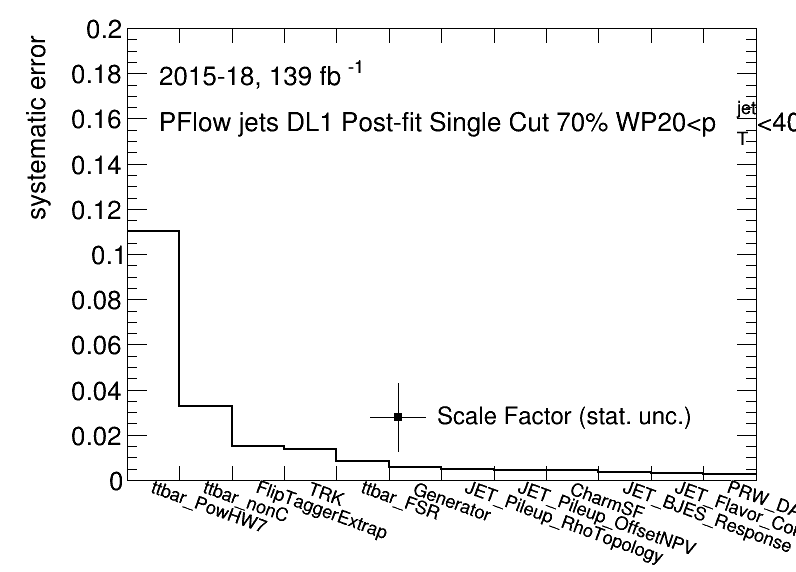 systematic error
0.2
0.18
0.16
0.14
0.12
0.1
0.08
0.06
0.04
0.02
0
2015-18, 139 fb -1
PFlow jets DL1 Post-fit Single Cut 70% WP20<p jet T <40
Scale Factor (stat. unc.)
ttbar_PowHW7
ttbar_nonC
FlipTaggerExtrap
TRK
ttbar_FSR
Generator
JET_Pileup_RhoTopology
JET_Pileup_OffsetNPV
CharmSF
JET_BJES_Response
JET_Flavor_Co
PRW_DA